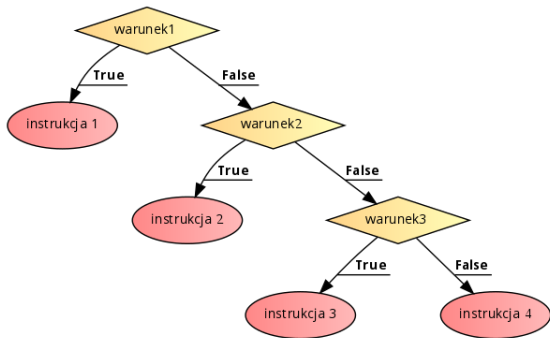 warunek1
True
False
instrukcja 1
warunek2
True
False
instrukcja 2
warunek3
True
False
instrukcja 3
instrukcja 4